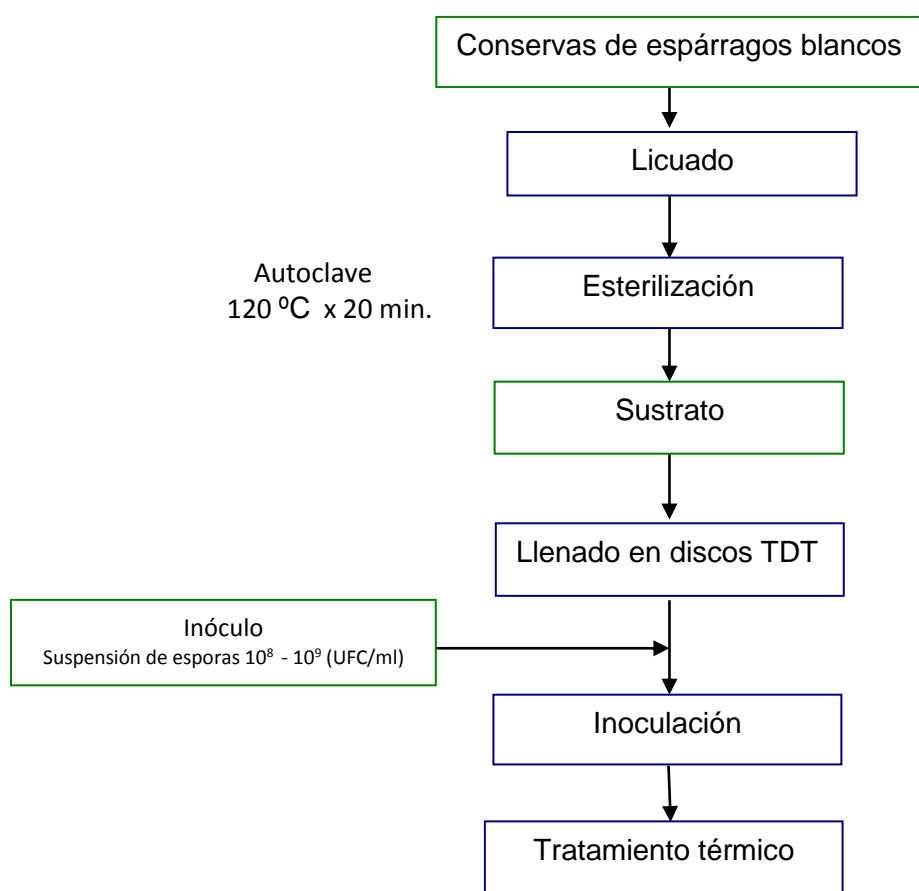 Conservas de espárragos blancos
Licuado
Autoclave
120 ºC x 20 min.
Esterilización
Sustrato
Llenado en discos TDT
Inóculo
Suspensión de esporas 10⁸ - 10⁹ (UFC/ml)
Inoculación
Tratamiento térmico